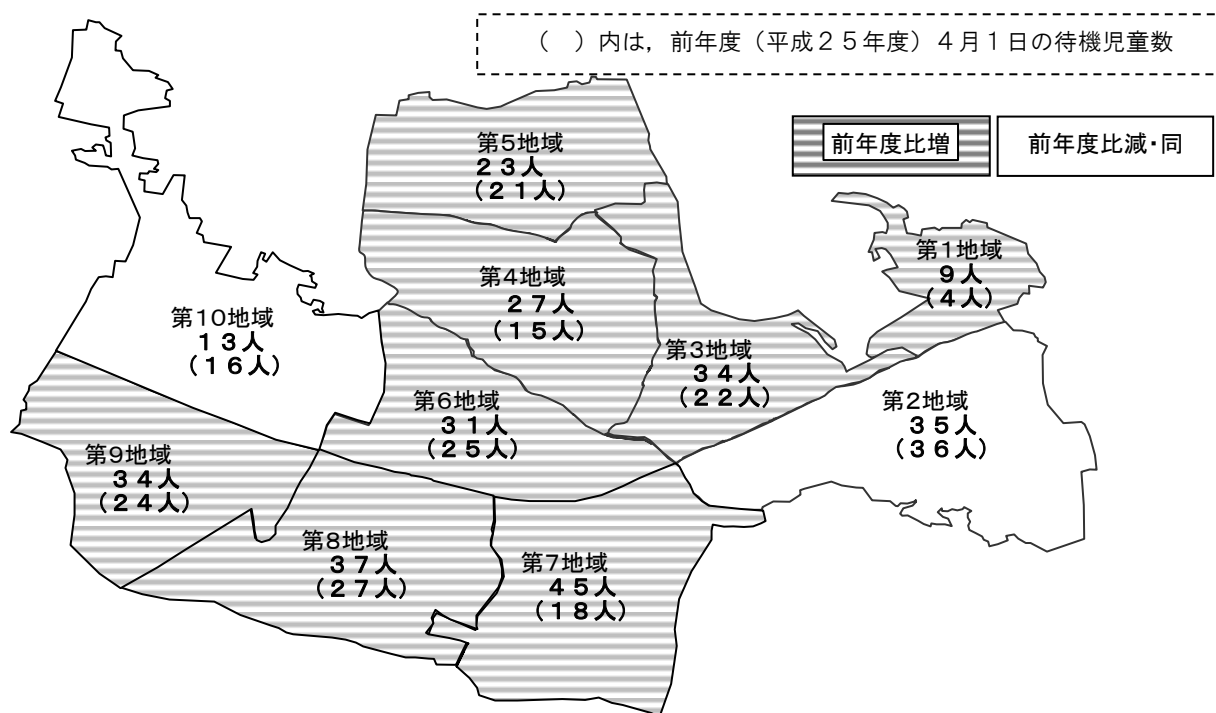 （　）内は，前年度（平成２５年度）４月１日の待機児童数
前年度比増
前年度比減・同
第5地域
２３人
（２１人）
第1地域
９人
（４人）
第4地域
２７人
（１５人）
第10地域
１３人
（１６人）
第3地域
３４人
（２２人）
第6地域
３１人
（２５人）
第2地域
３５人
（３６人）
第9地域
３４人
（２４人）
第8地域
３７人
（２７人）
第7地域
４５人
（１８人）